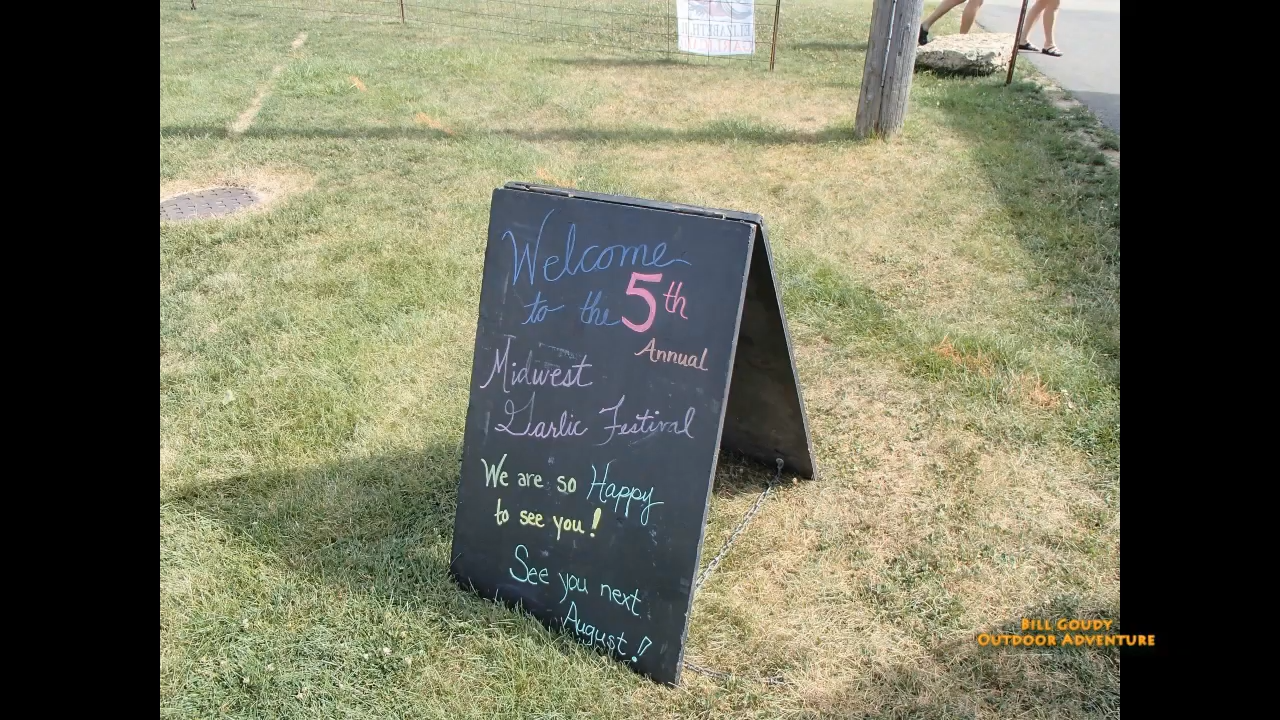 ELIZABETH
Welcome
to the 5th
Annual
Midwest
Garlic Festival
We are so Happy
to see you!
See you next
August!!
Bill Goudy
Outdoor Adventure